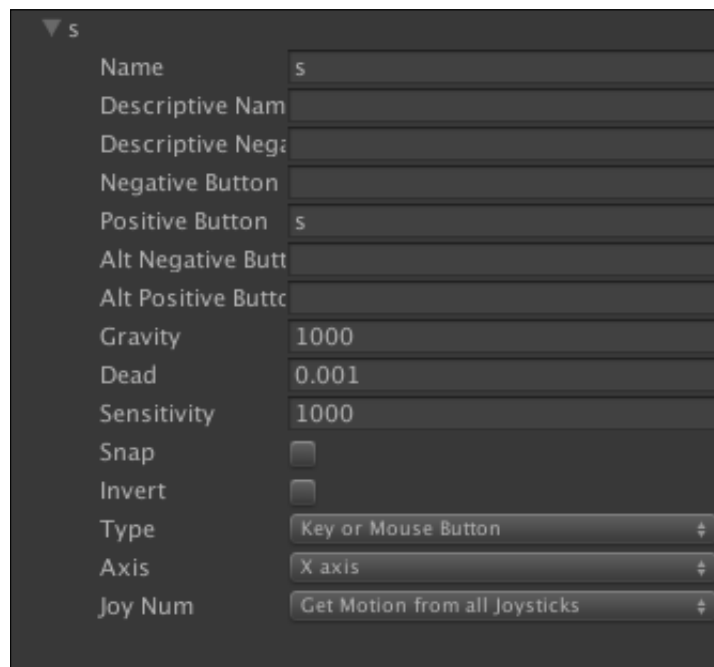 s
Name s
Descriptive Nam
Descriptive Nega
Negative Button
Positive Button s
Alt Negative Butt
Alt Positive Butto
Gravity 1000
Dead 0.001
Sensitivity 1000
Snap
Invert
Type Key or Mouse Button
Axis X axis
Joy Num Get Motion from all Joysticks